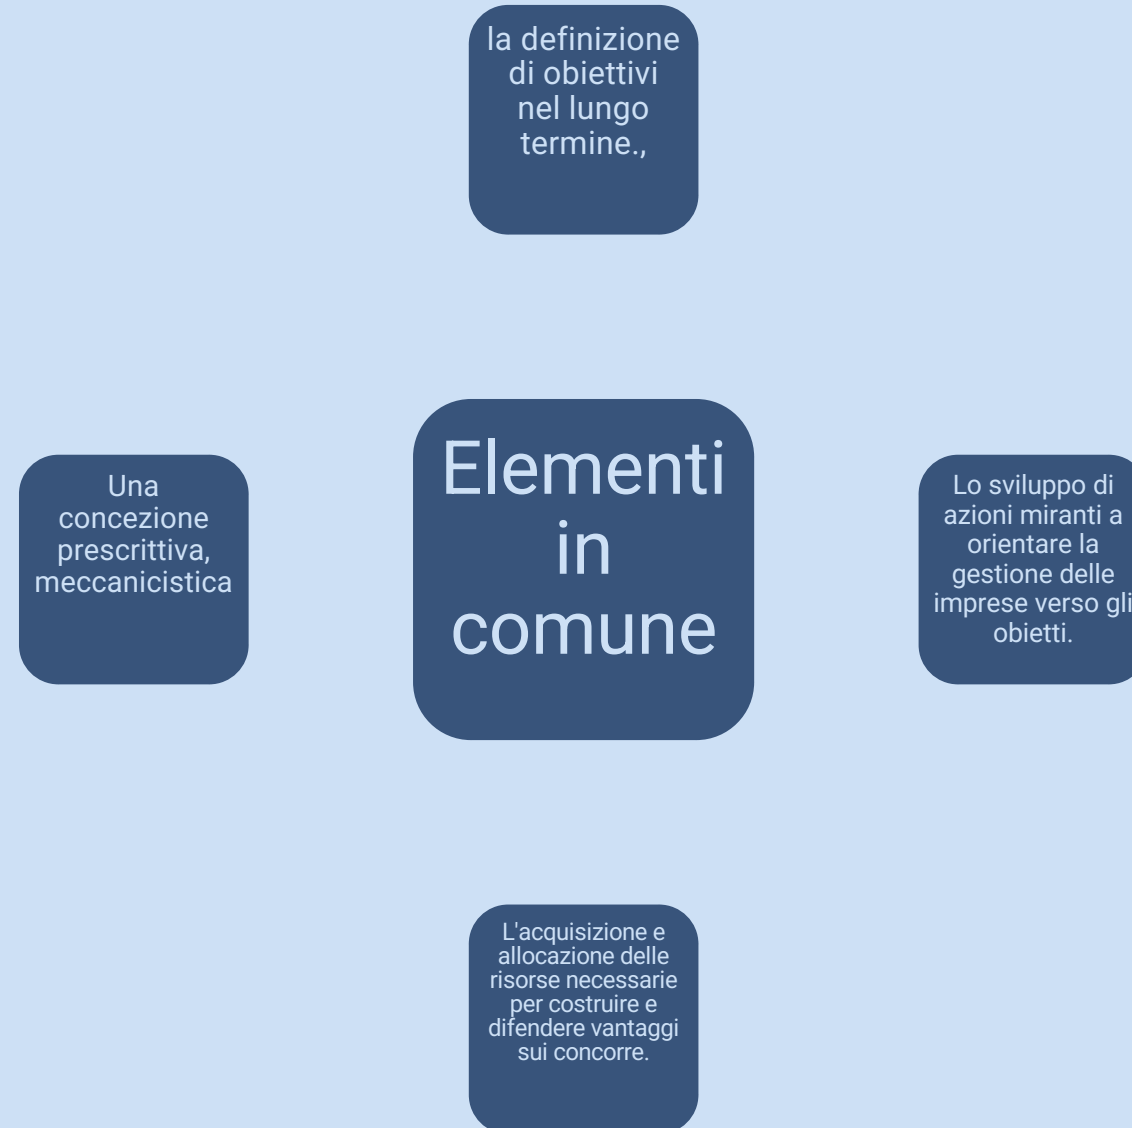 la definizione
di obiettivi
nel lungo
termine.,
Una
concezione
prescrittiva,
meccanicistica
Elementi
in
comune
Lo sviluppo di
azioni miranti a
orientare la
gestione delle
imprese verso gli
obietti.
L'acquisizione e
allocazione delle
risorse necessarie
per costruire e
difendere vantaggi
sui concorre.